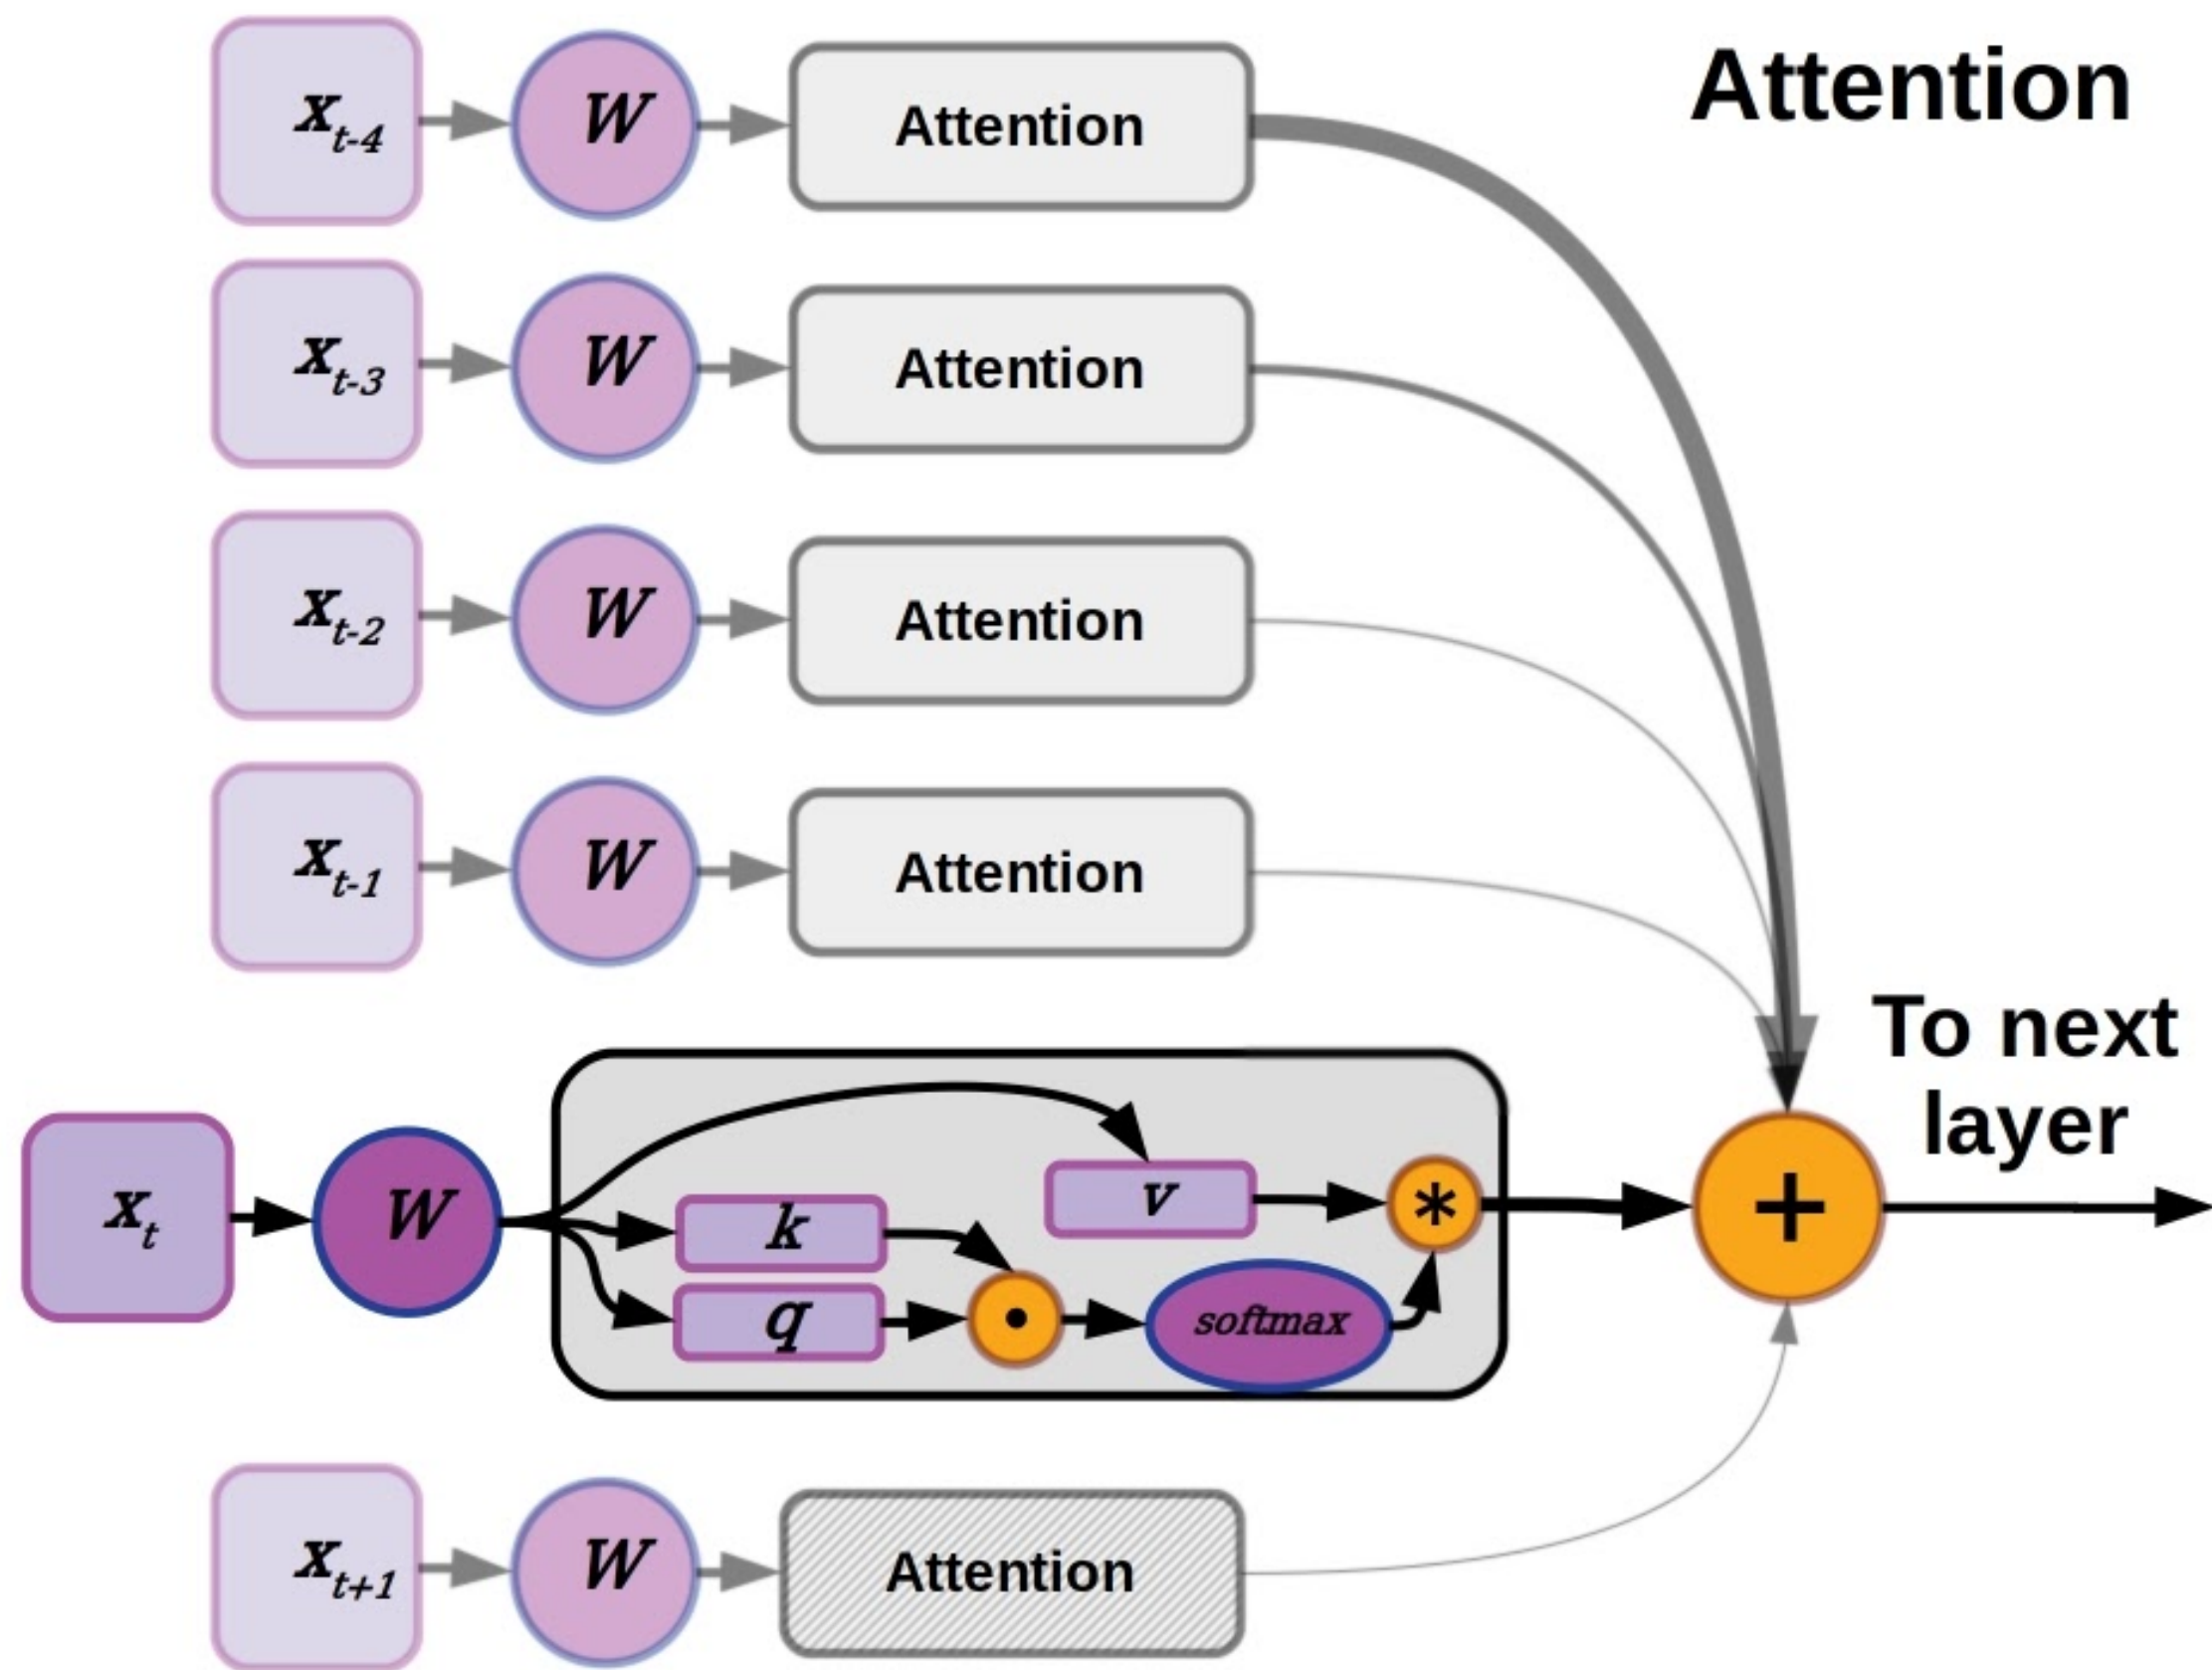 Attention
x_{t-4} W Attention
x_{t-3} W Attention
x_{t-2} W Attention
x_{t-1} W Attention
To next
layer
x_t W
v *
k
q • softmax
+
x_{t+1} W Attention